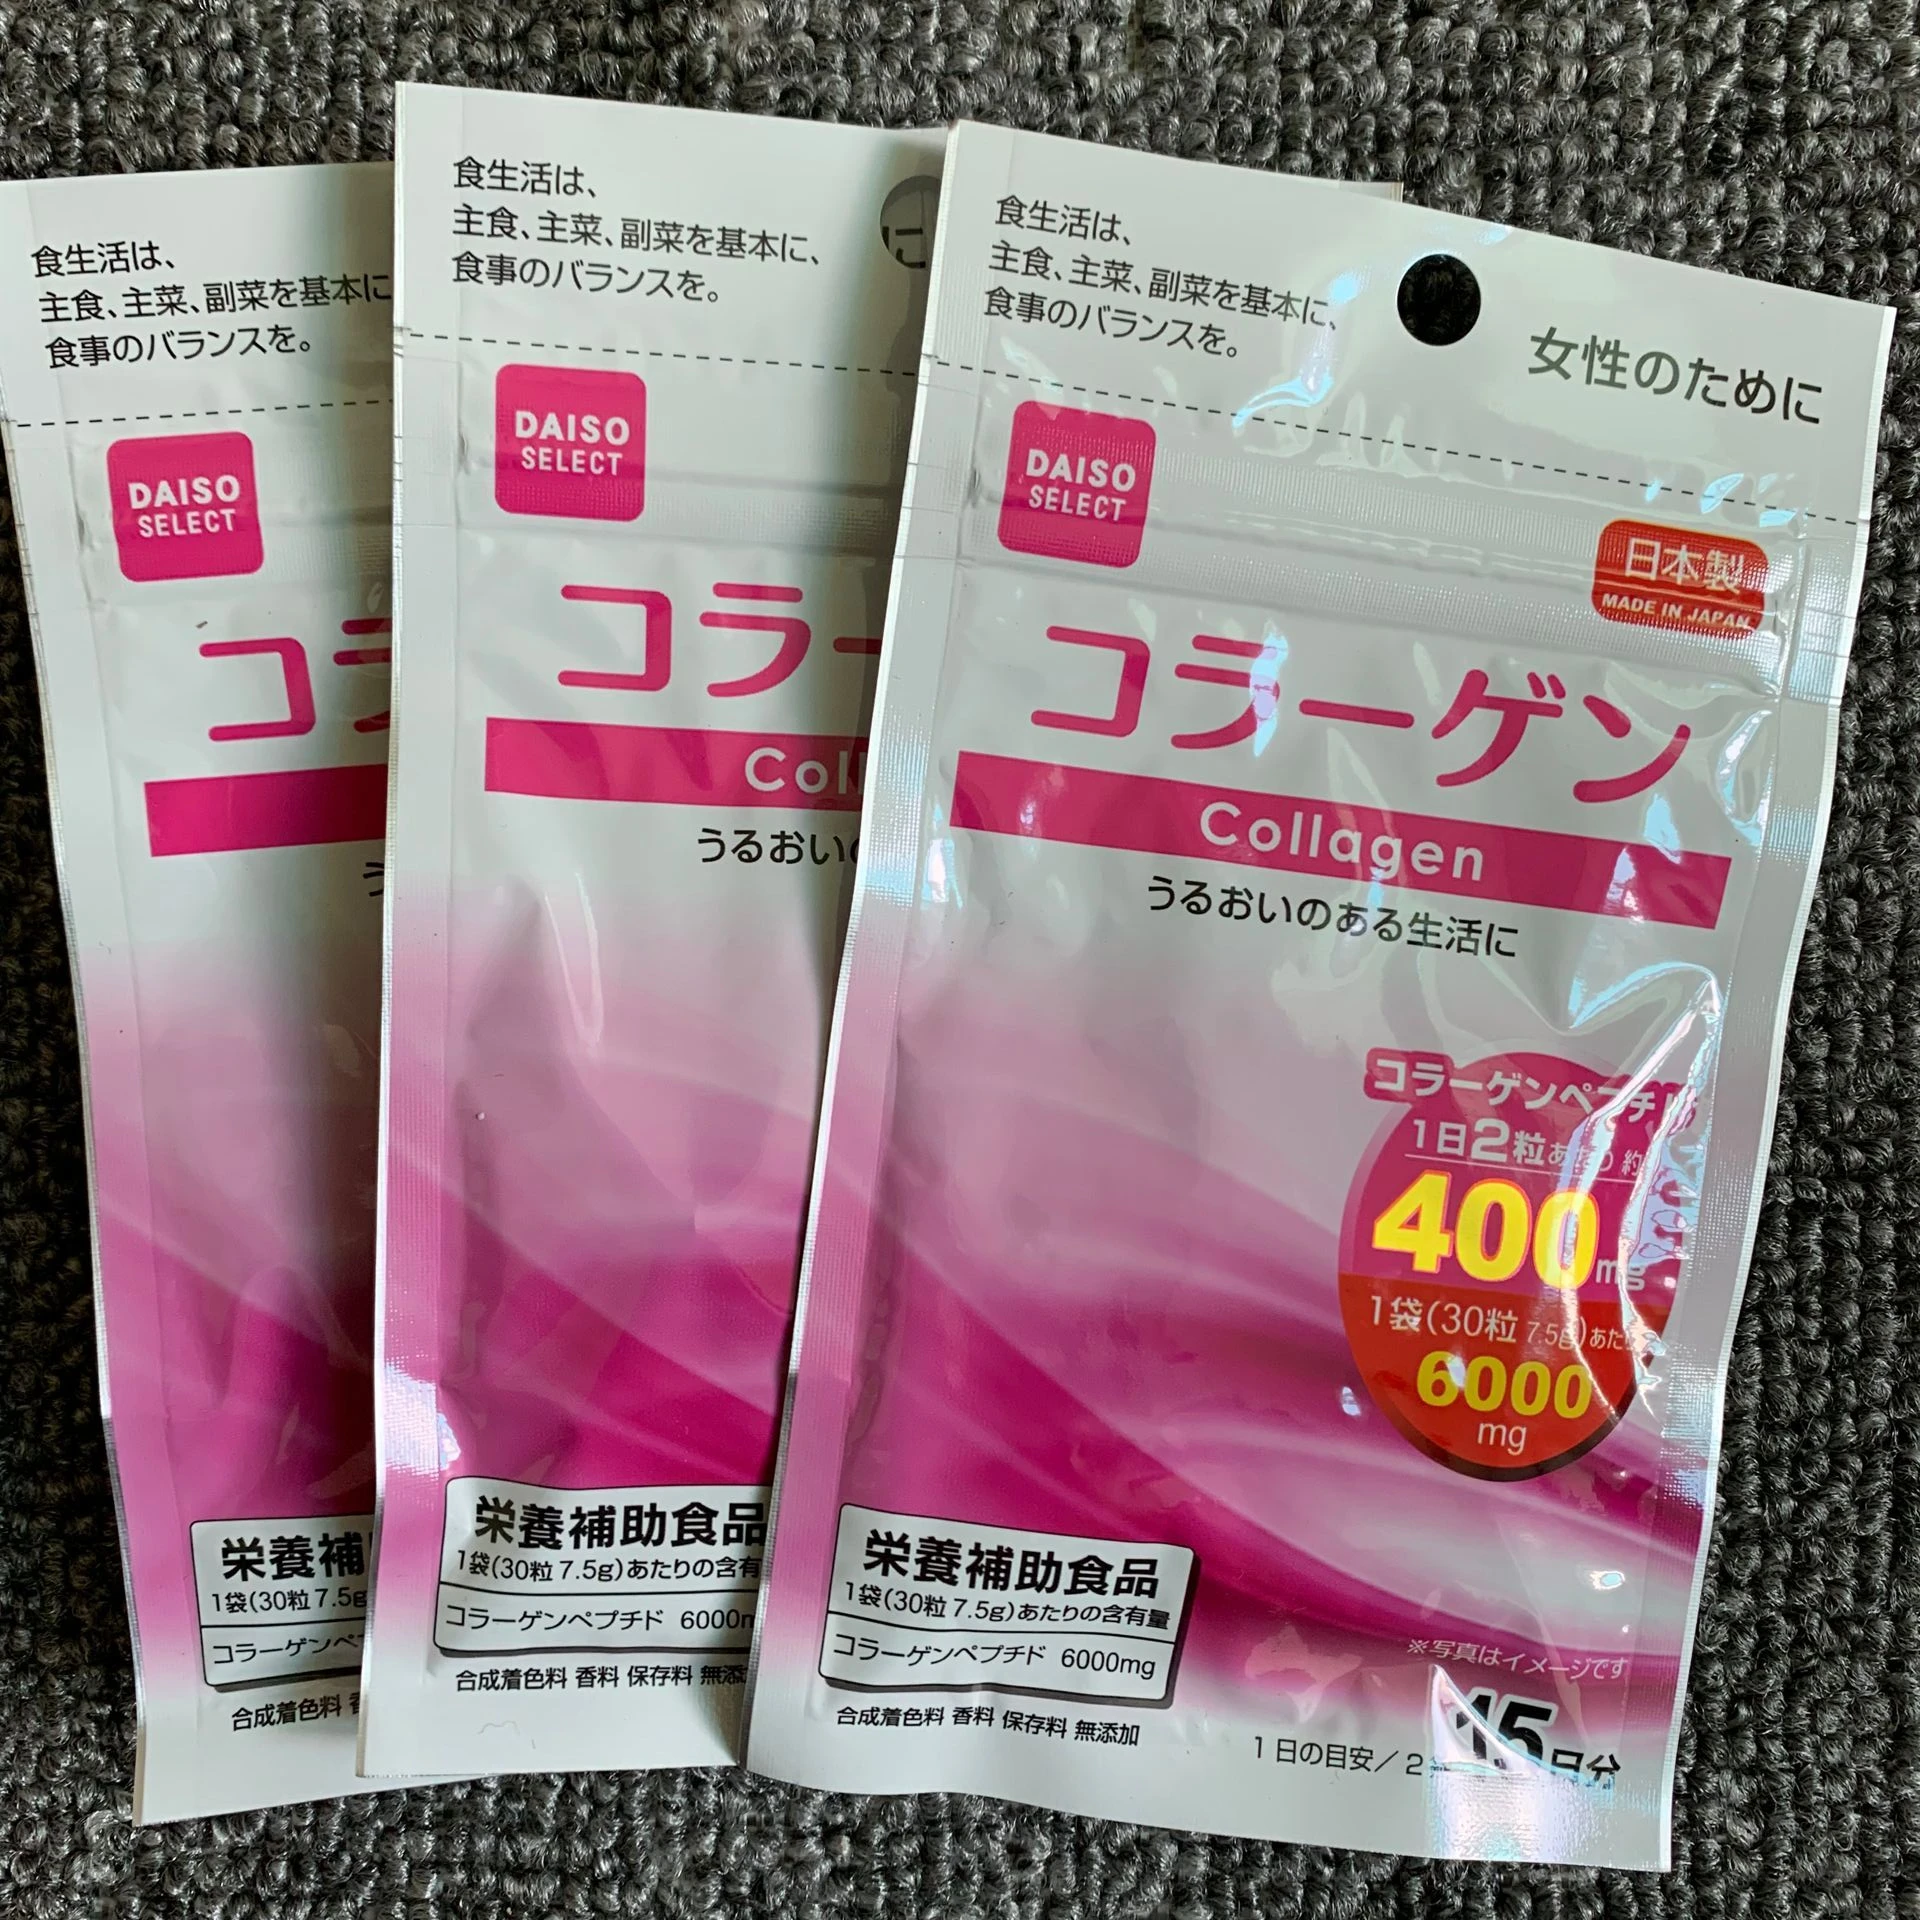 食生活は、
主食、主菜、副菜を基本に
食事のバランスを。
DAISO
SELECT
コラ
栄養補
1袋(30粒 7.5g
コラーゲンペ
合成着色料
食生活は、
主食、主菜、副菜を基本に、
食事のバランスを。
に
DAISO
SELECT
コラー
Coll
うるおい
栄養補助食品
1袋(30粒 7.5g)あたりの含有
コラーゲンペプチド 6000m
合成着色料 香料 保存料 無添
食生活は、
主食、主菜、副菜を基本に、
食事のバランスを。
女性のために
DAISO
SELECT
日本製
MADE IN JAPAN
コラーゲン
Collagen
うるおいのある生活に
コラーゲンペプチド
1日2粒あたり 約
400mg
1袋(30粒 7.5g)あた
6000
mg
栄養補助食品
1袋(30粒 7.5g)あたりの含有量
コラーゲンペプチド 6000mg
※写真はイメージです
合成着色料 香料 保存料 無添加
1日の目安/2
15日分